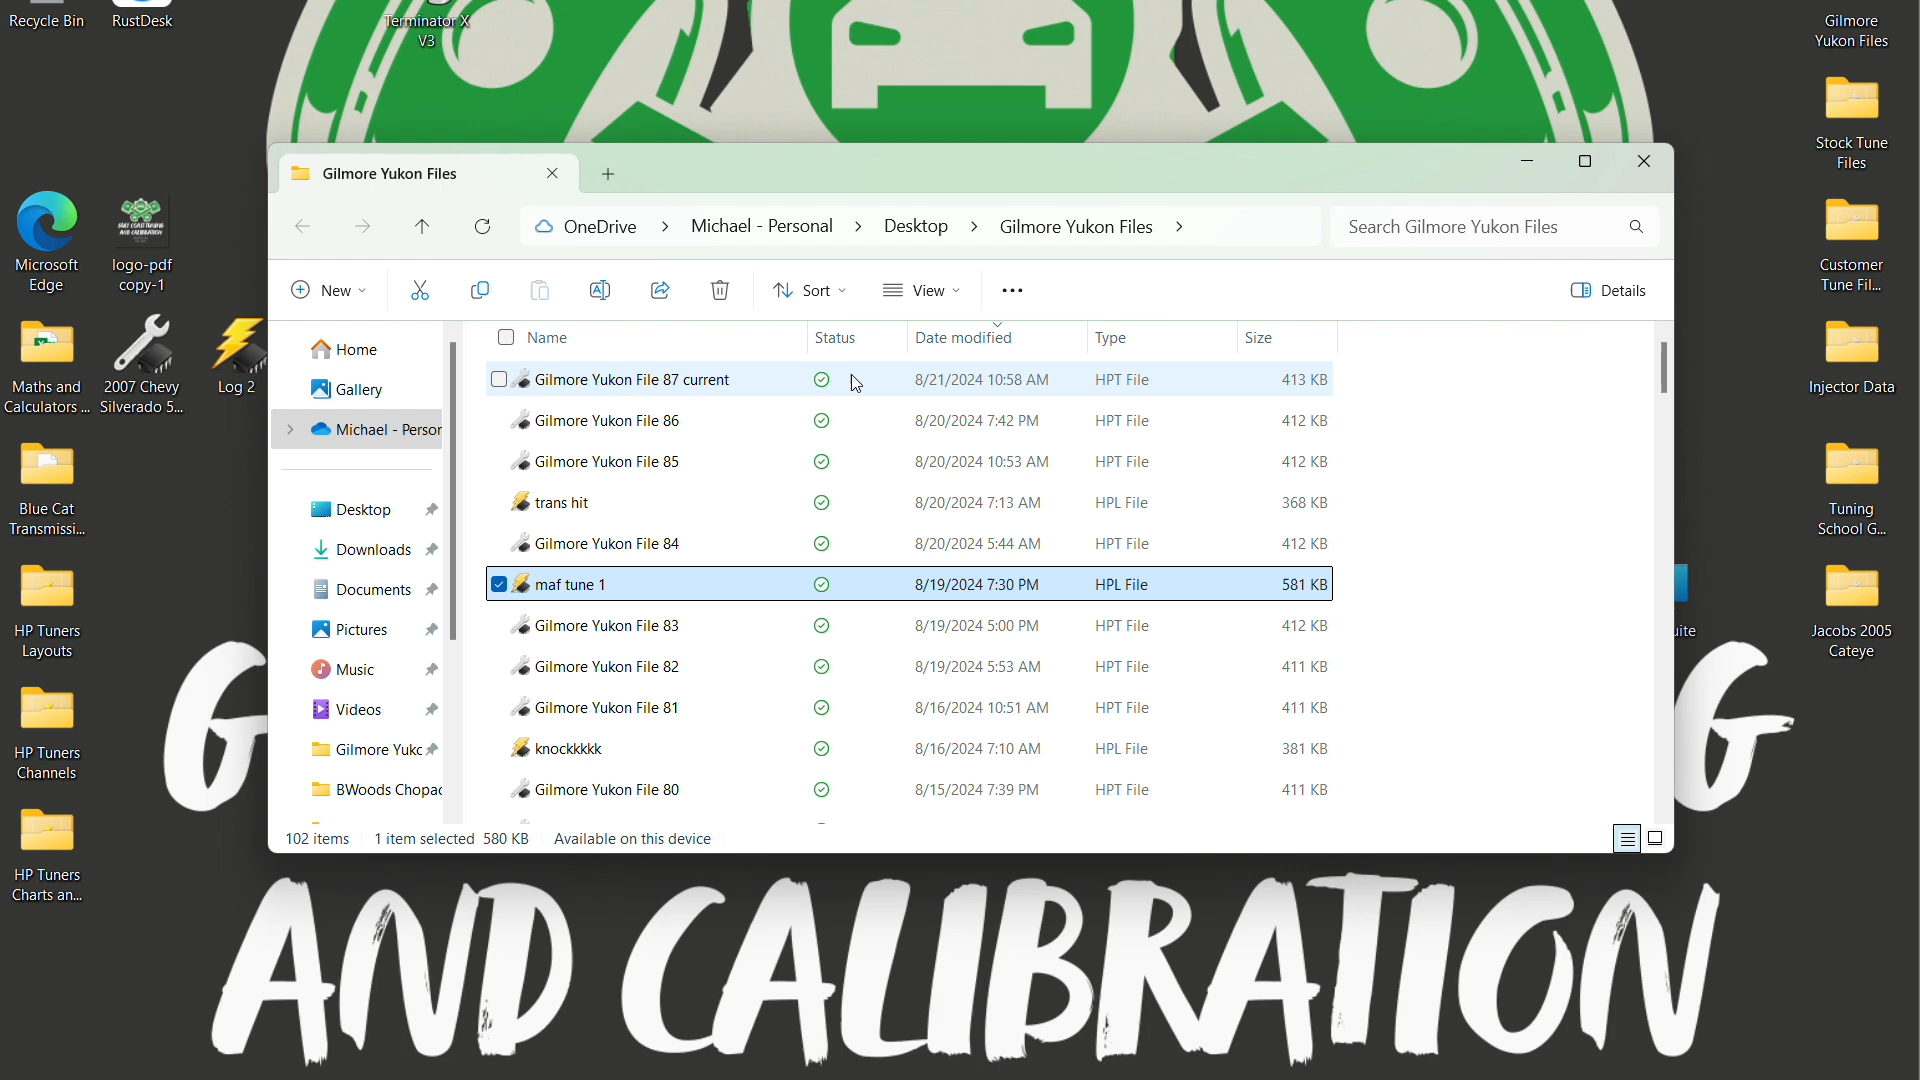 Recycle Bin
RustDesk
Terminator X
V3
Gilmore
Yukon Files
Stock Tune
Files
Customer
Tune Fil...
Injector Data
Tuning
School G...
Jacobs 2005
Cateye
Microsoft
Edge
logo-pdf
copy-1
Maths and
Calculators ...
2007 Chevy
Silverado 5...
Log 2
Blue Cat
Transmissi...
HP Tuners
Layouts
HP Tuners
Channels
HP Tuners
Charts an...
Gilmore Yukon Files
OneDrive > Michael - Personal > Desktop > Gilmore Yukon Files >
Search Gilmore Yukon Files
New
Sort
View
Details
Home
Gallery
Michael - Persor
Desktop
Downloads
Documents
Pictures
Music
Videos
Gilmore Yukc
BWoods Chopac
Name Status Date modified Type Size
Gilmore Yukon File 87 current 8/21/2024 10:58 AM HPT File 413 KB
Gilmore Yukon File 86 8/20/2024 7:42 PM HPT File 412 KB
Gilmore Yukon File 85 8/20/2024 10:53 AM HPT File 412 KB
trans hit 8/20/2024 7:13 AM HPL File 368 KB
Gilmore Yukon File 84 8/20/2024 5:44 AM HPT File 412 KB
maf tune 1 8/19/2024 7:30 PM HPL File 581 KB
Gilmore Yukon File 83 8/19/2024 5:00 PM HPT File 412 KB
Gilmore Yukon File 82 8/19/2024 5:53 AM HPT File 411 KB
Gilmore Yukon File 81 8/16/2024 10:51 AM HPT File 411 KB
knockkkkk 8/16/2024 7:10 AM HPL File 381 KB
Gilmore Yukon File 80 8/15/2024 7:39 PM HPT File 411 KB
102 items 1 item selected 580 KB Available on this device
uite
G G
AND CALIBRATION